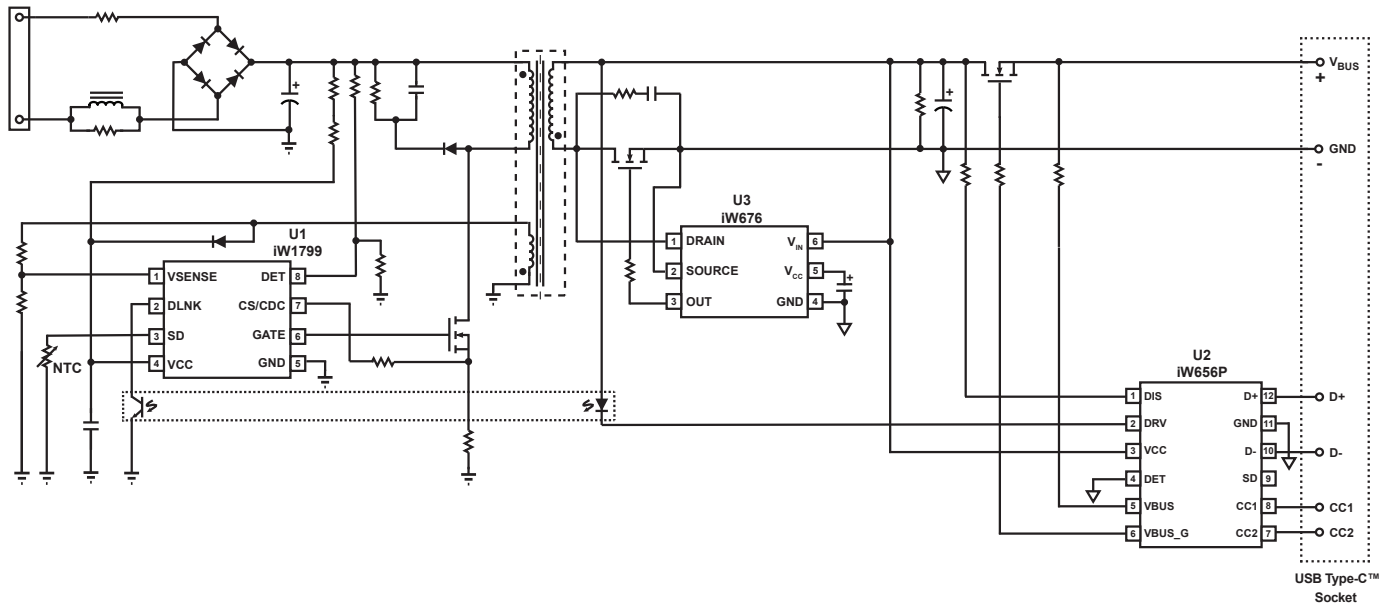 V_BUS
+
GND
-
U3
iW676
1 DRAIN V_IN 6
2 SOURCE V_CC 5
3 OUT GND 4
+
+
+
U1
iW1799
1 VSENSE DET 8
2 DLNK CS/CDC 7
3 SD GATE 6
4 VCC GND 5
NTC
U2
iW656P
1 DIS D+ 12
2 DRV GND 11
3 VCC D- 10
4 DET SD 9
5 VBUS CC1 8
6 VBUS_G CC2 7
D+
D-
CC1
CC2
USB Type-C™
Socket